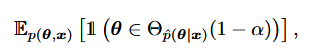 𝔼_{p(𝜽,𝒙)} [𝟙 (𝜽 ∈ Θ_{p̂(𝜽|𝒙)}(1 − α))],